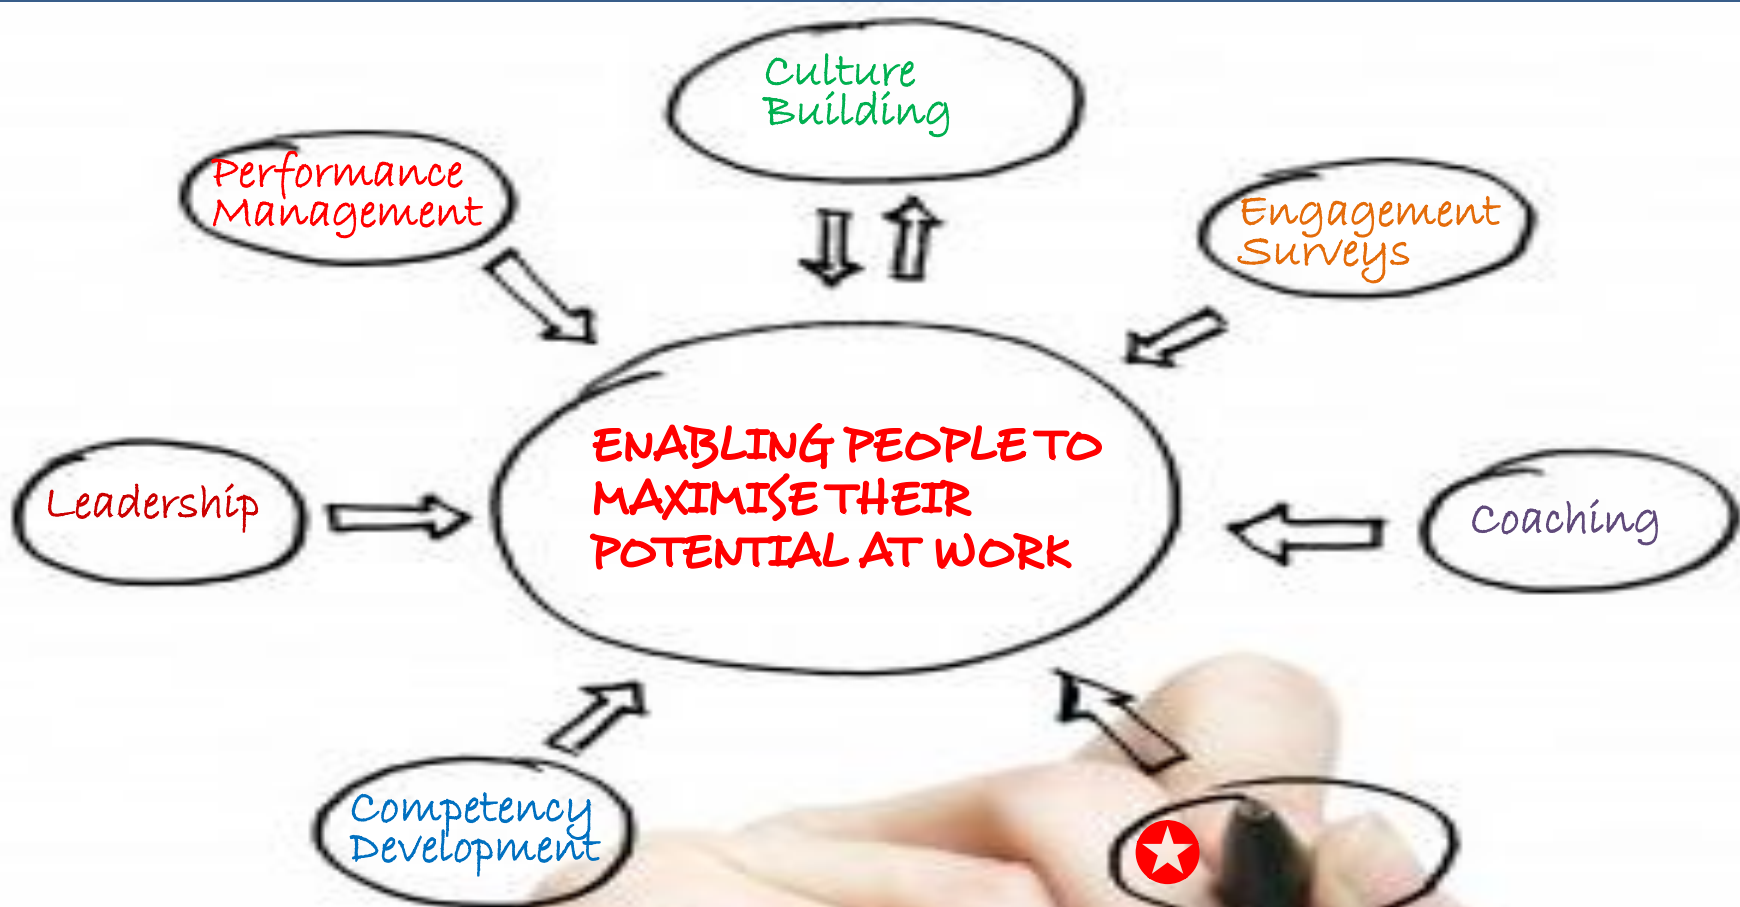 Culture
Building
Performance
Management
Engagement
Surveys
ENABLING PEOPLE TO
MAXIMISE THEIR
POTENTIAL AT WORK
Leadership
Coaching
Competency
Development